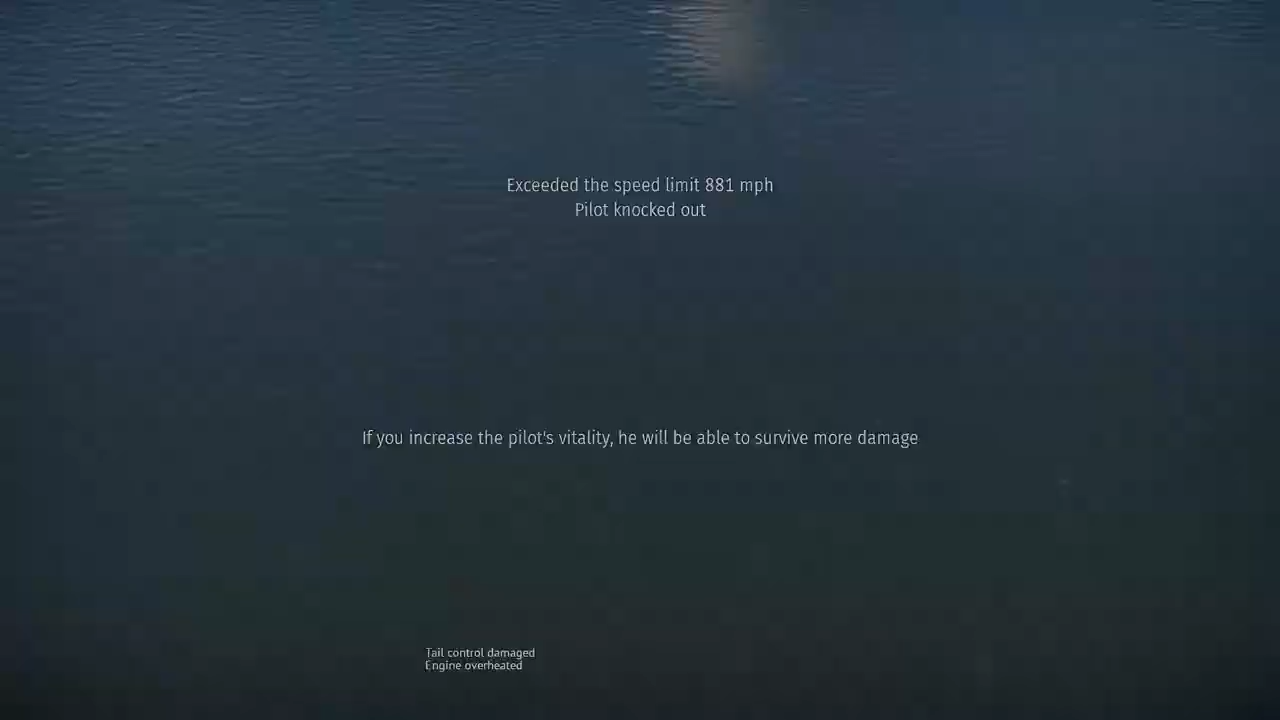 Exceeded the speed limit 881 mph
Pilot knocked out
If you increase the pilot's vitality, he will be able to survive more damage
Tail control damaged
Engine overheated